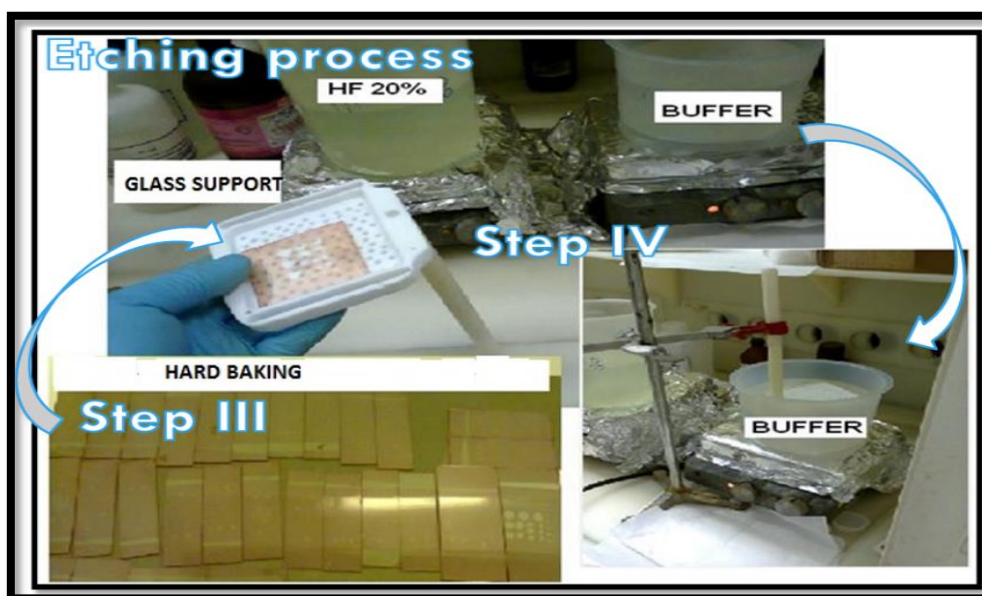 Etching process
HF 20%
BUFFER
GLASS SUPPORT
Step IV
HARD BAKING
Step III
BUFFER